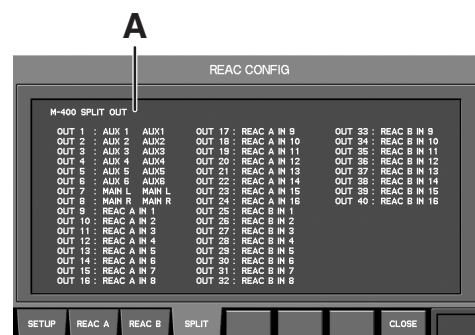 A
REAC CONFIG
M-400 SPLIT OUT
OUT 1 : AUX 1 AUX1 OUT 17 : REAC A IN 9 OUT 33 : REAC B IN 9
OUT 2 : AUX 2 AUX2 OUT 18 : REAC A IN 10 OUT 34 : REAC B IN 10
OUT 3 : AUX 3 AUX3 OUT 19 : REAC A IN 11 OUT 35 : REAC B IN 11
OUT 4 : AUX 4 AUX4 OUT 20 : REAC A IN 12 OUT 36 : REAC B IN 12
OUT 5 : AUX 5 AUX5 OUT 21 : REAC A IN 13 OUT 37 : REAC B IN 13
OUT 6 : AUX 6 AUX6 OUT 22 : REAC A IN 14 OUT 38 : REAC B IN 14
OUT 7 : MAIN L MAIN L OUT 23 : REAC A IN 15 OUT 39 : REAC B IN 15
OUT 8 : MAIN R MAIN R OUT 24 : REAC A IN 16 OUT 40 : REAC B IN 16
OUT 9 : REAC A IN 1 OUT 25 : REAC B IN 1
OUT 10 : REAC A IN 2 OUT 26 : REAC B IN 2
OUT 11 : REAC A IN 3 OUT 27 : REAC B IN 3
OUT 12 : REAC A IN 4 OUT 28 : REAC B IN 4
OUT 13 : REAC A IN 5 OUT 29 : REAC B IN 5
OUT 14 : REAC A IN 6 OUT 30 : REAC B IN 6
OUT 15 : REAC A IN 7 OUT 31 : REAC B IN 7
OUT 16 : REAC A IN 8 OUT 32 : REAC B IN 8
SETUP REAC A REAC B SPLIT CLOSE